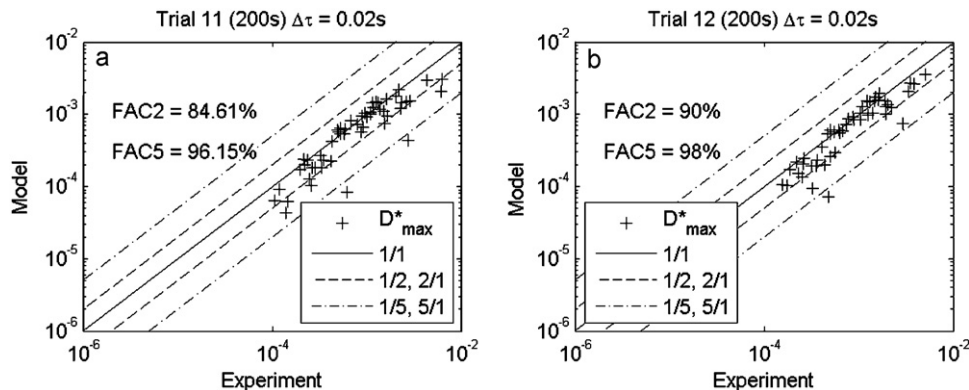 Trial 11 (200s) Δτ = 0.02s
a
FAC2 = 84.61%
FAC5 = 96.15%
Model
10⁻²
10⁻³
10⁻⁴
10⁻⁵
10⁻⁶
10⁻⁶
10⁻⁴
10⁻²
Experiment
D*max
1/1
1/2, 2/1
1/5, 5/1
Trial 12 (200s) Δτ = 0.02s
b
FAC2 = 90%
FAC5 = 98%
Model
10⁻²
10⁻³
10⁻⁴
10⁻⁵
10⁻⁶
10⁻⁶
10⁻⁴
10⁻²
Experiment
D*max
1/1
1/2, 2/1
1/5, 5/1